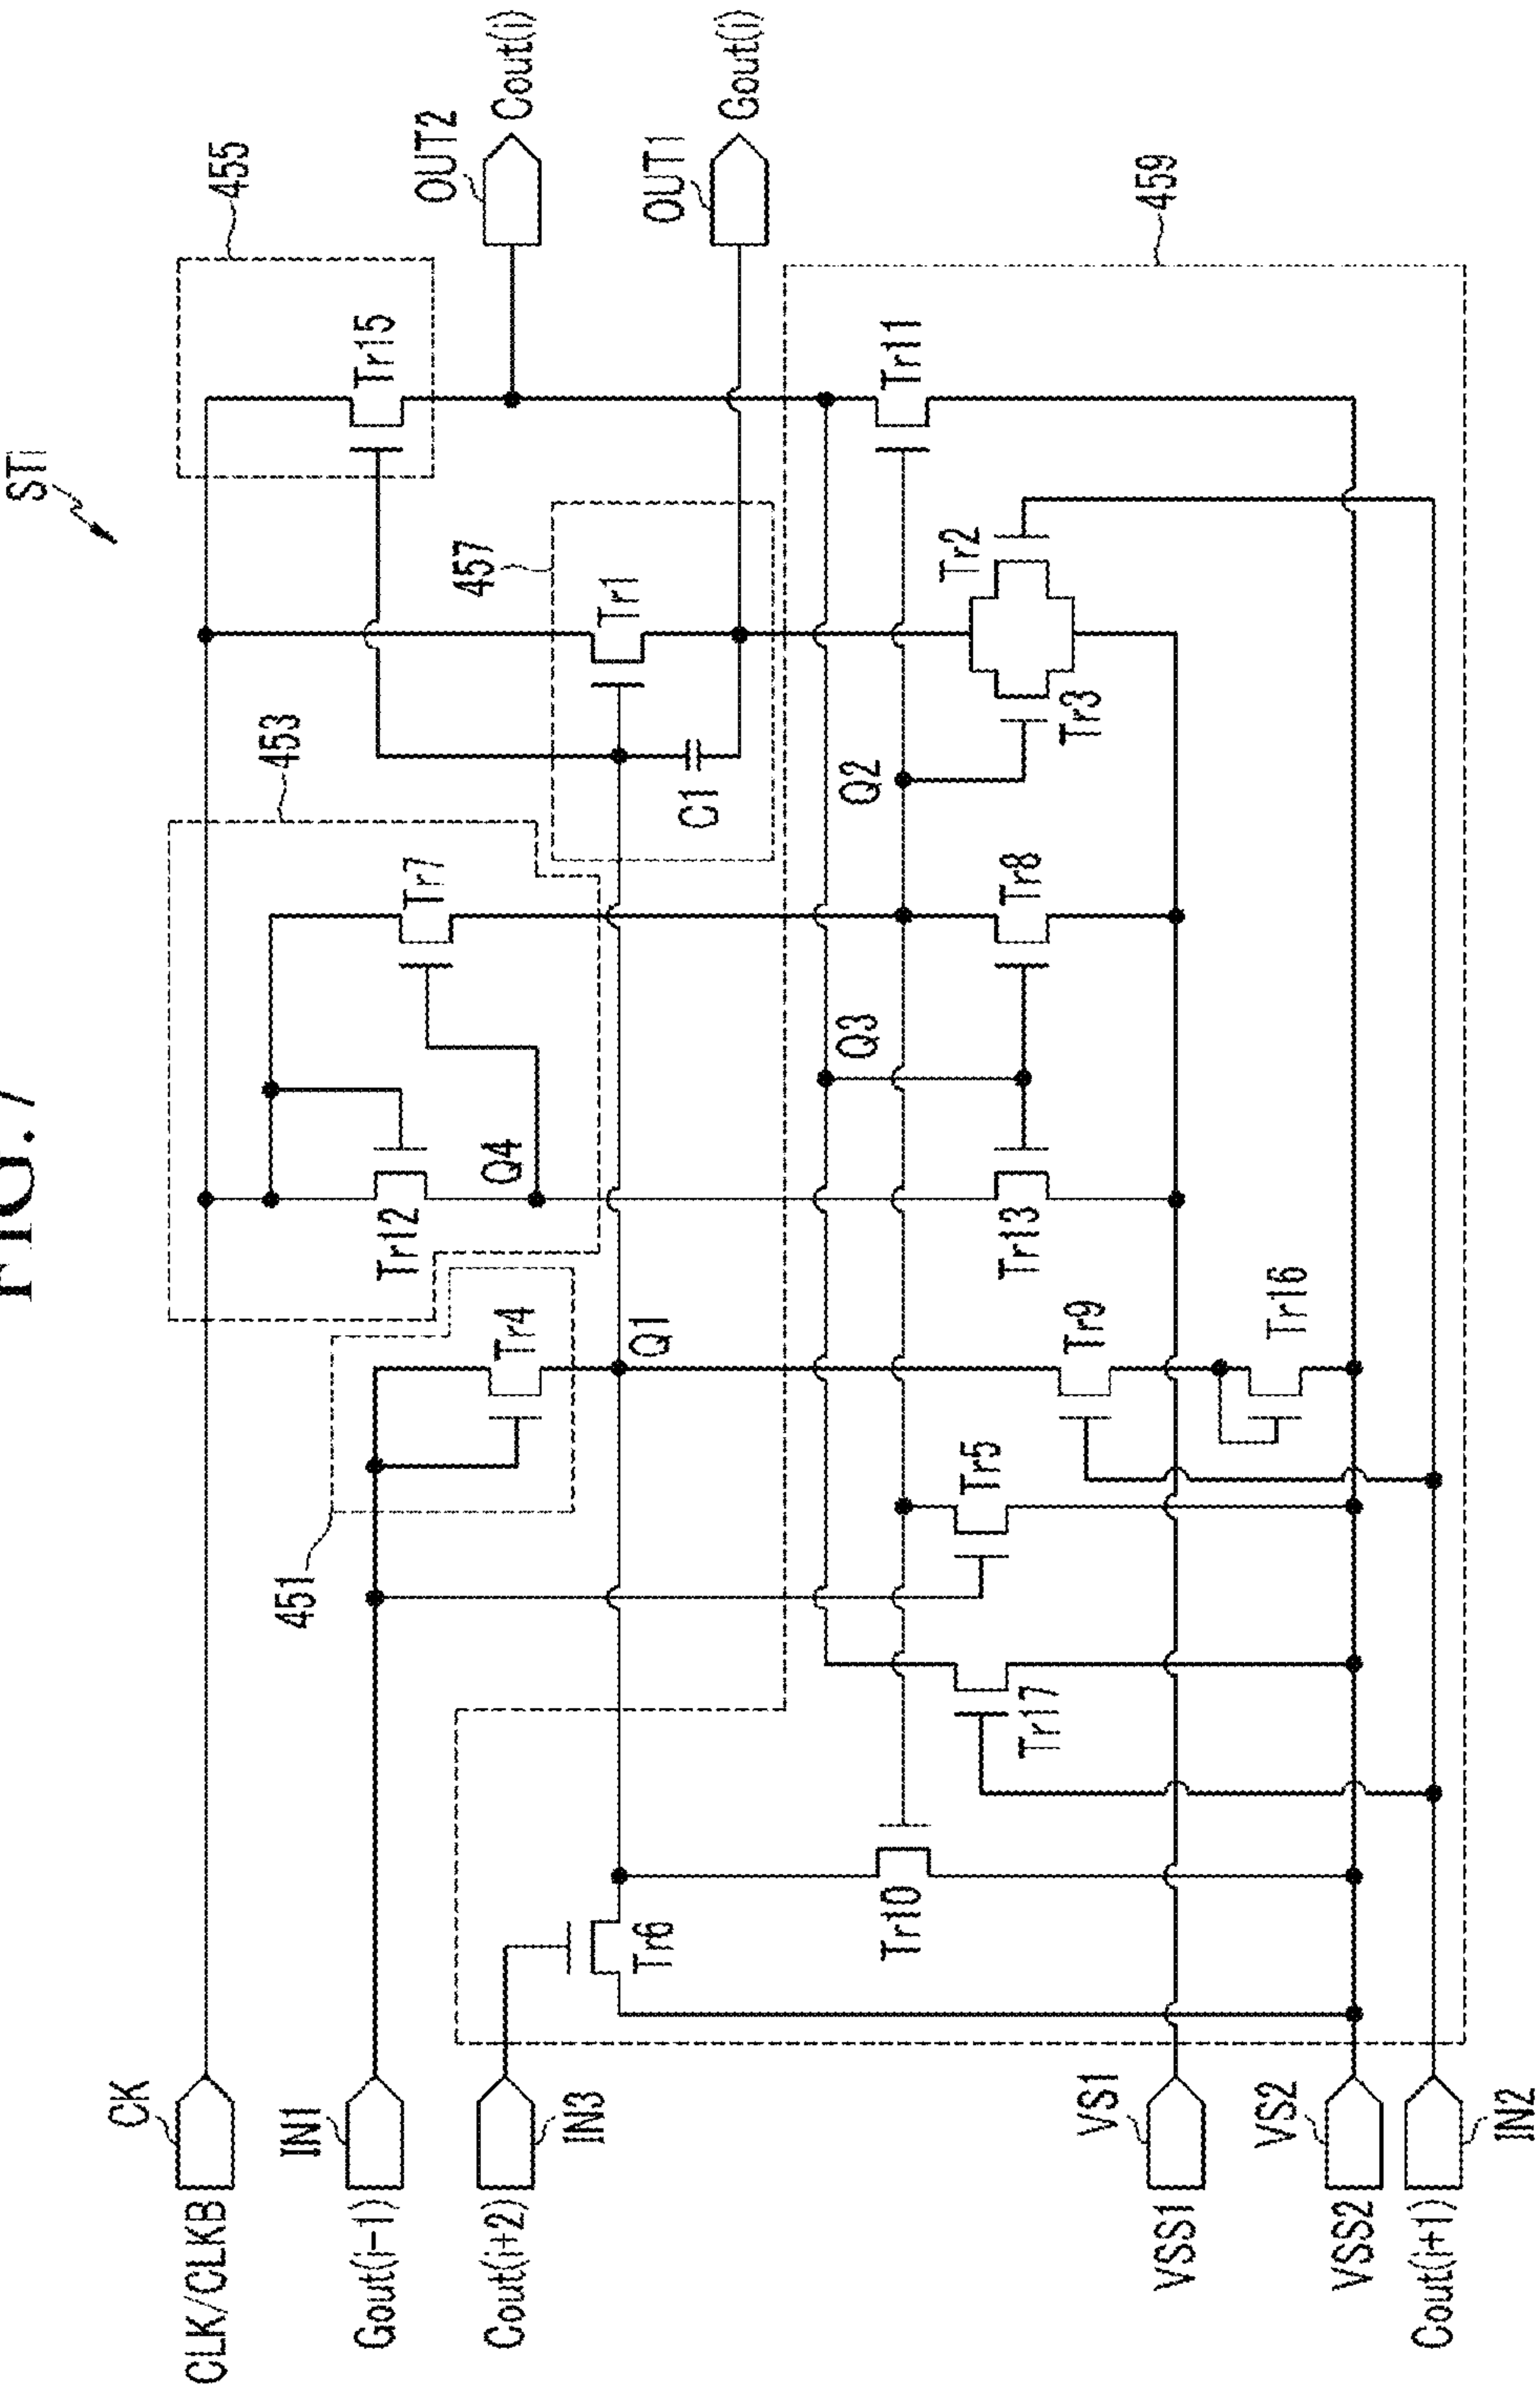 FIG. 7
STi
455
OUT2
Cout(i)
OUT1
Gout(i)
459
457
453
451
Tr15
Tr1
C1
Tr7
Tr12
Q4
Tr4
Q1
Q2
Q3
Tr11
Tr2
Tr3
Tr8
Tr13
Tr9
Tr16
Tr5
Tr17
Tr10
Tr6
CK
CLK/CLKB
IN1
Gout(i-1)
IN3
Cout(i+2)
VS1
VSS1
VS2
VSS2
IN2
Cout(i+1)